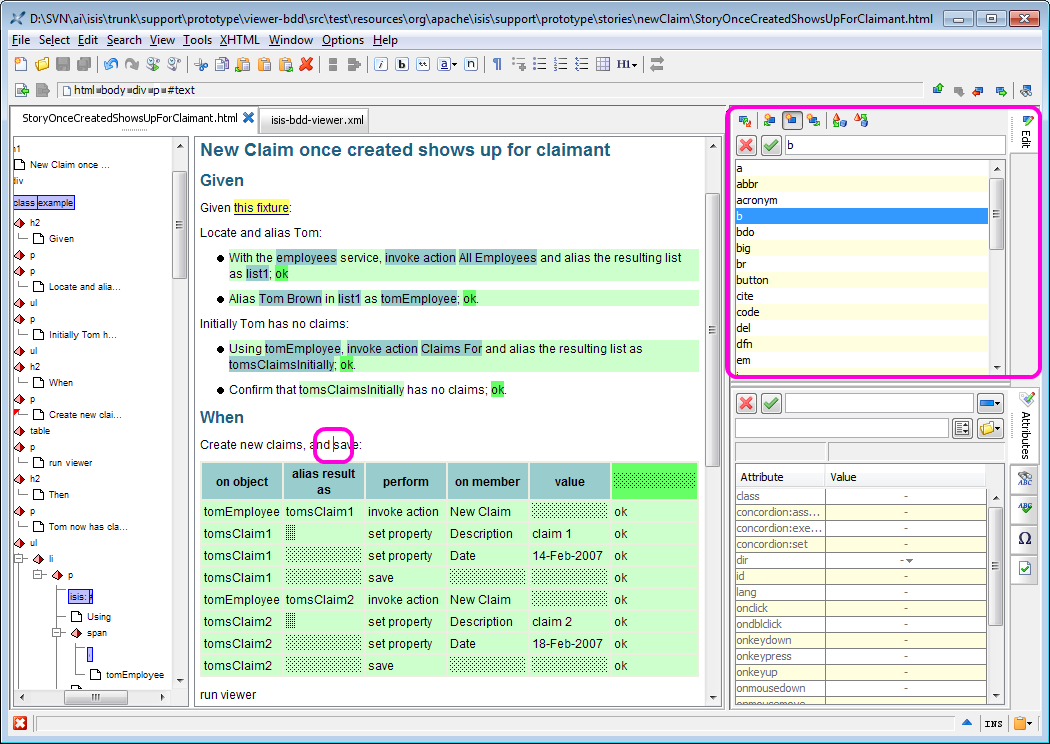 D:\SVN\ai\isis\trunk\support\prototype\viewer-bdd\src\test\resources\org\apache\isis\support\prototype\stories\newClaim\StoryOnceCreatedShowsUpForClaimant.html
File Select Edit Search View Tools XHTML Window Options Help
i b a n ¶ H1
html body div p #text
StoryOnceCreatedShowsUpForClaimant.html
isis-bdd-viewer.xml
h1
New Claim once ...
div
class example
h2
Given
p
p
Locate and alia...
ul
p
Initially Tom h...
ul
h2
When
p
Create new clai...
table
p
run viewer
h2
Then
p
Tom now has cla...
ul
li
p
isis:
Using
span
tomEmployee
New Claim once created shows up for claimant
Given
Given this fixture:
Locate and alias Tom:
With the employees service, invoke action All Employees and alias the resulting list
as list1; ok
Alias Tom Brown in list1 as tomEmployee; ok.
Initially Tom has no claims:
Using tomEmployee, invoke action Claims For and alias the resulting list as
tomsClaimsInitially; ok.
Confirm that tomsClaimsInitially has no claims; ok.
When
Create new claims, and save:
on object alias result as perform on member value
tomEmployee tomsClaim1 invoke action New Claim ok
tomsClaim1 set property Description claim 1 ok
tomsClaim1 set property Date 14-Feb-2007 ok
tomsClaim1 save ok
tomEmployee tomsClaim2 invoke action New Claim ok
tomsClaim2 set property Description claim 2 ok
tomsClaim2 set property Date 18-Feb-2007 ok
tomsClaim2 save ok
run viewer
Edit
b
a
abbr
acronym
b
bdo
big
br
button
cite
code
del
dfn
em
Attributes
ABC
ABC
Ω
Attribute Value
class -
concordion:ass... -
concordion:exe... -
concordion:set -
dir -
id -
lang -
onclick -
ondblclick -
onkeydown -
onkeypress -
onkeyup -
onmousedown -
onmousemove -
INS